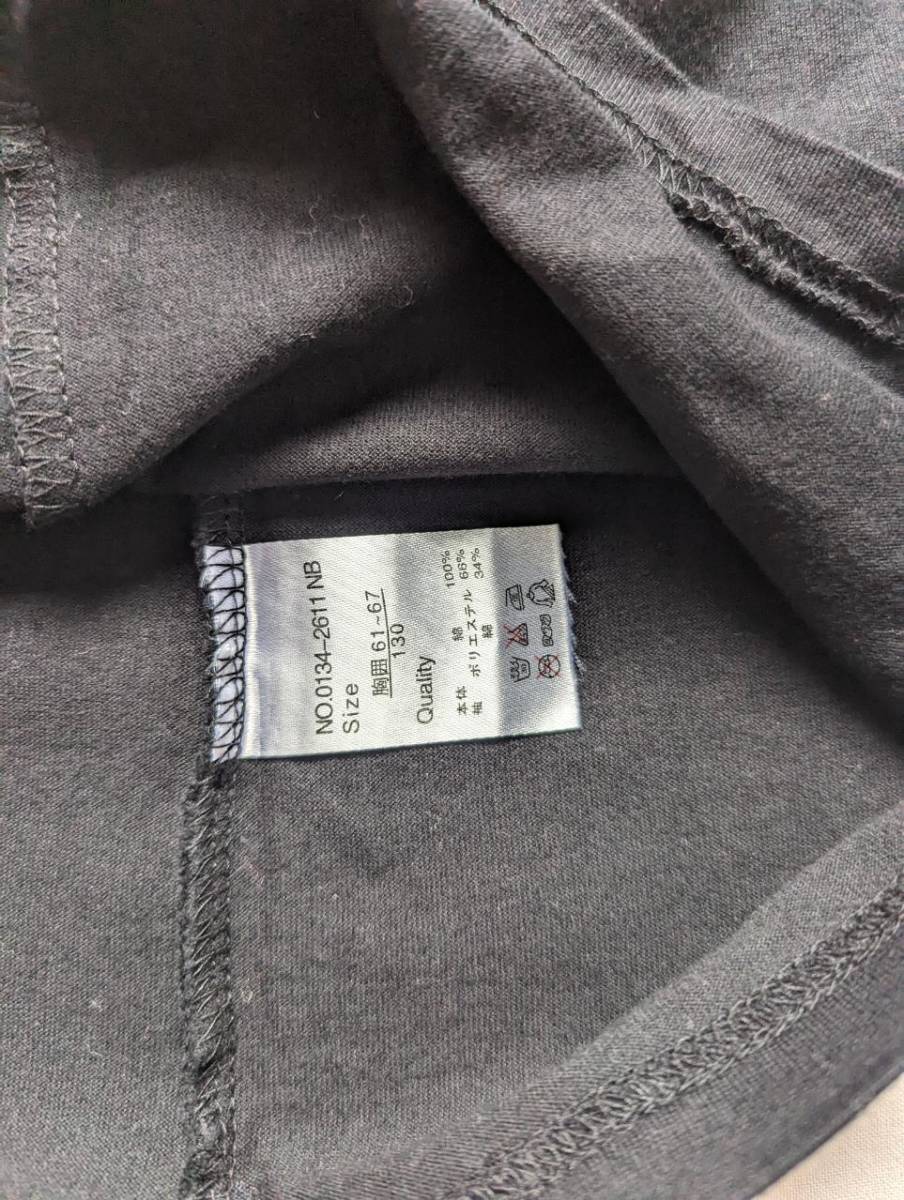 NO.0134-2611 NB
Size
胸囲 61~67
130
Quality
本体 綿 100%
袖 ポリエステル 66%
綿 34%